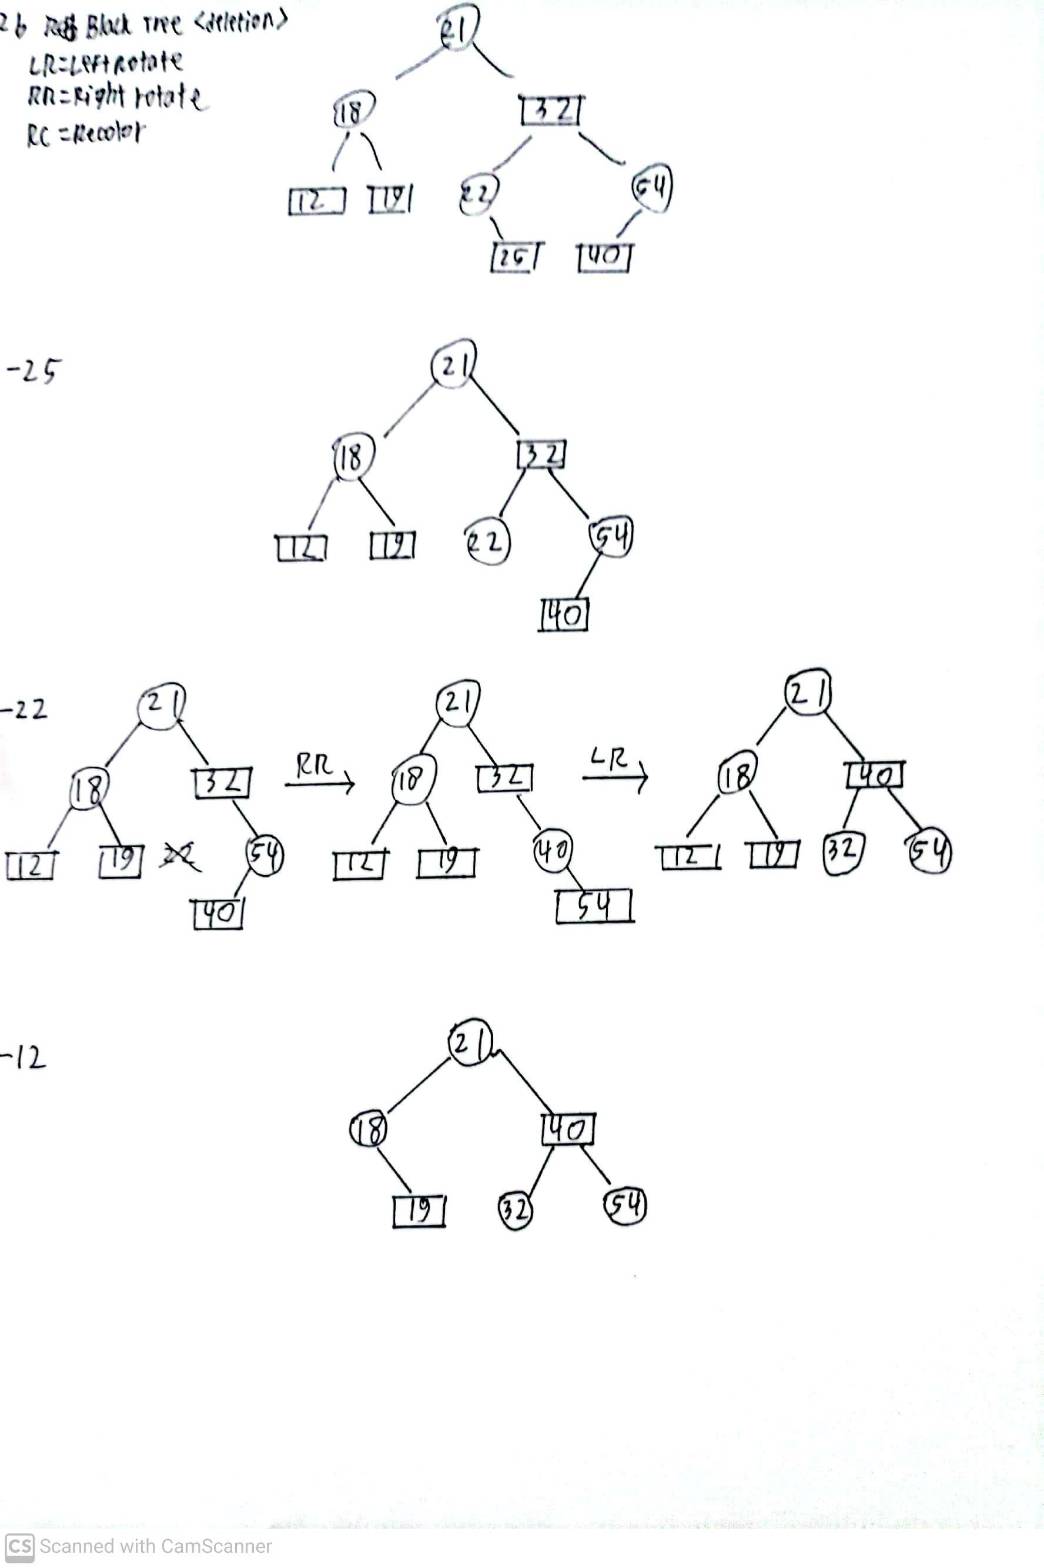 2b Red Black Tree <deletion>
LR=Left Rotate
RR=Right rotate
RC=Recolor
21
18 32
12 19 22 54
25 40
-25
21
18 32
12 19 22 54
40
-22
21 21 21
18 32 RR 18 32 LR 18 40
12 19 22 54 12 19 40 12 19 32 54
40 54
-12
21
18 40
19 32 54
CS Scanned with CamScanner